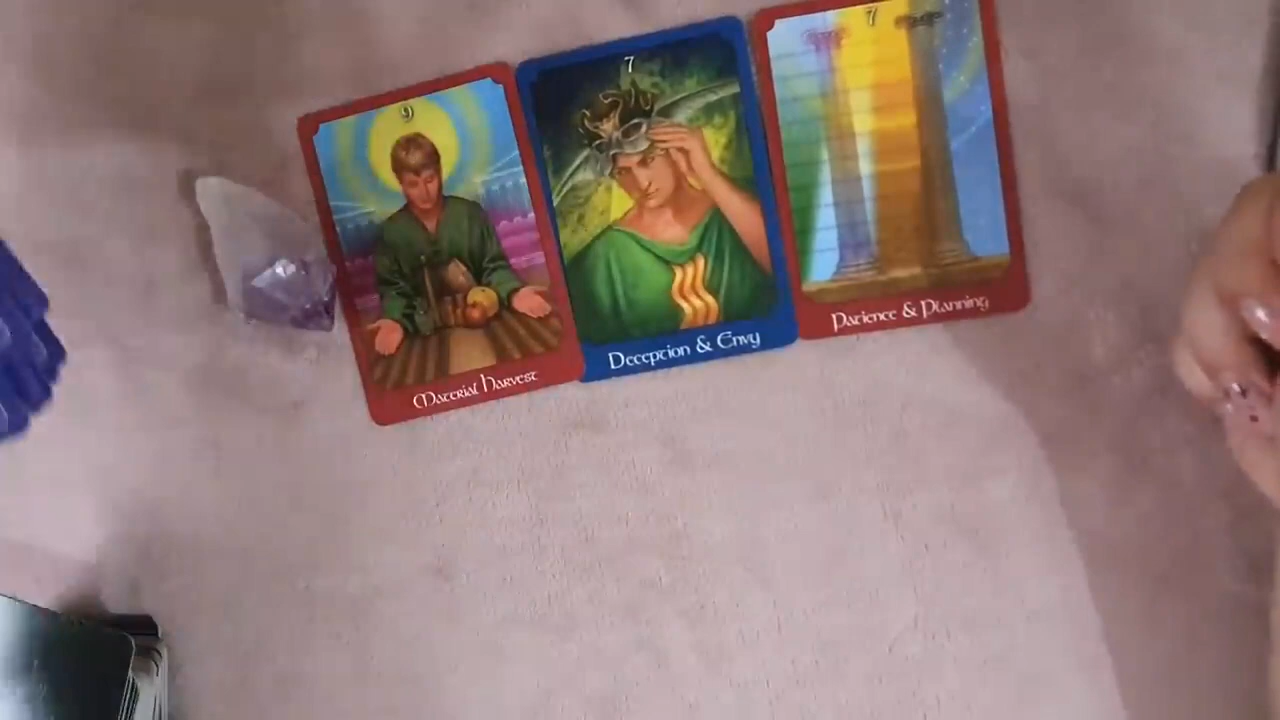 9
Material Harvest
7
Deception & Envy
7
Patience & Planning